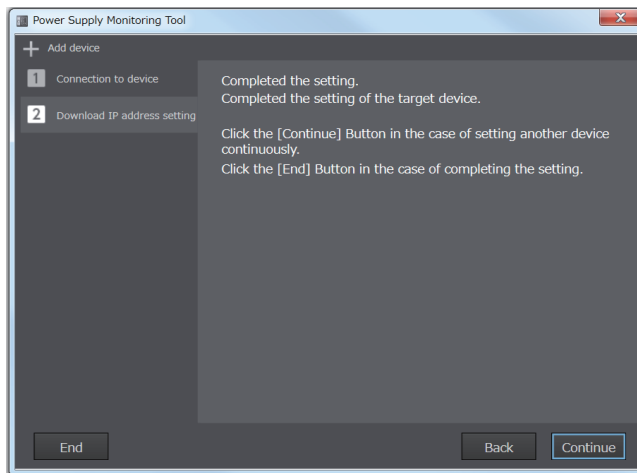 Power Supply Monitoring Tool
Add device
1 Connection to device
2 Download IP address setting
Completed the setting.
Completed the setting of the target device.
Click the [Continue] Button in the case of setting another device
continuously.
Click the [End] Button in the case of completing the setting.
End
Back
Continue